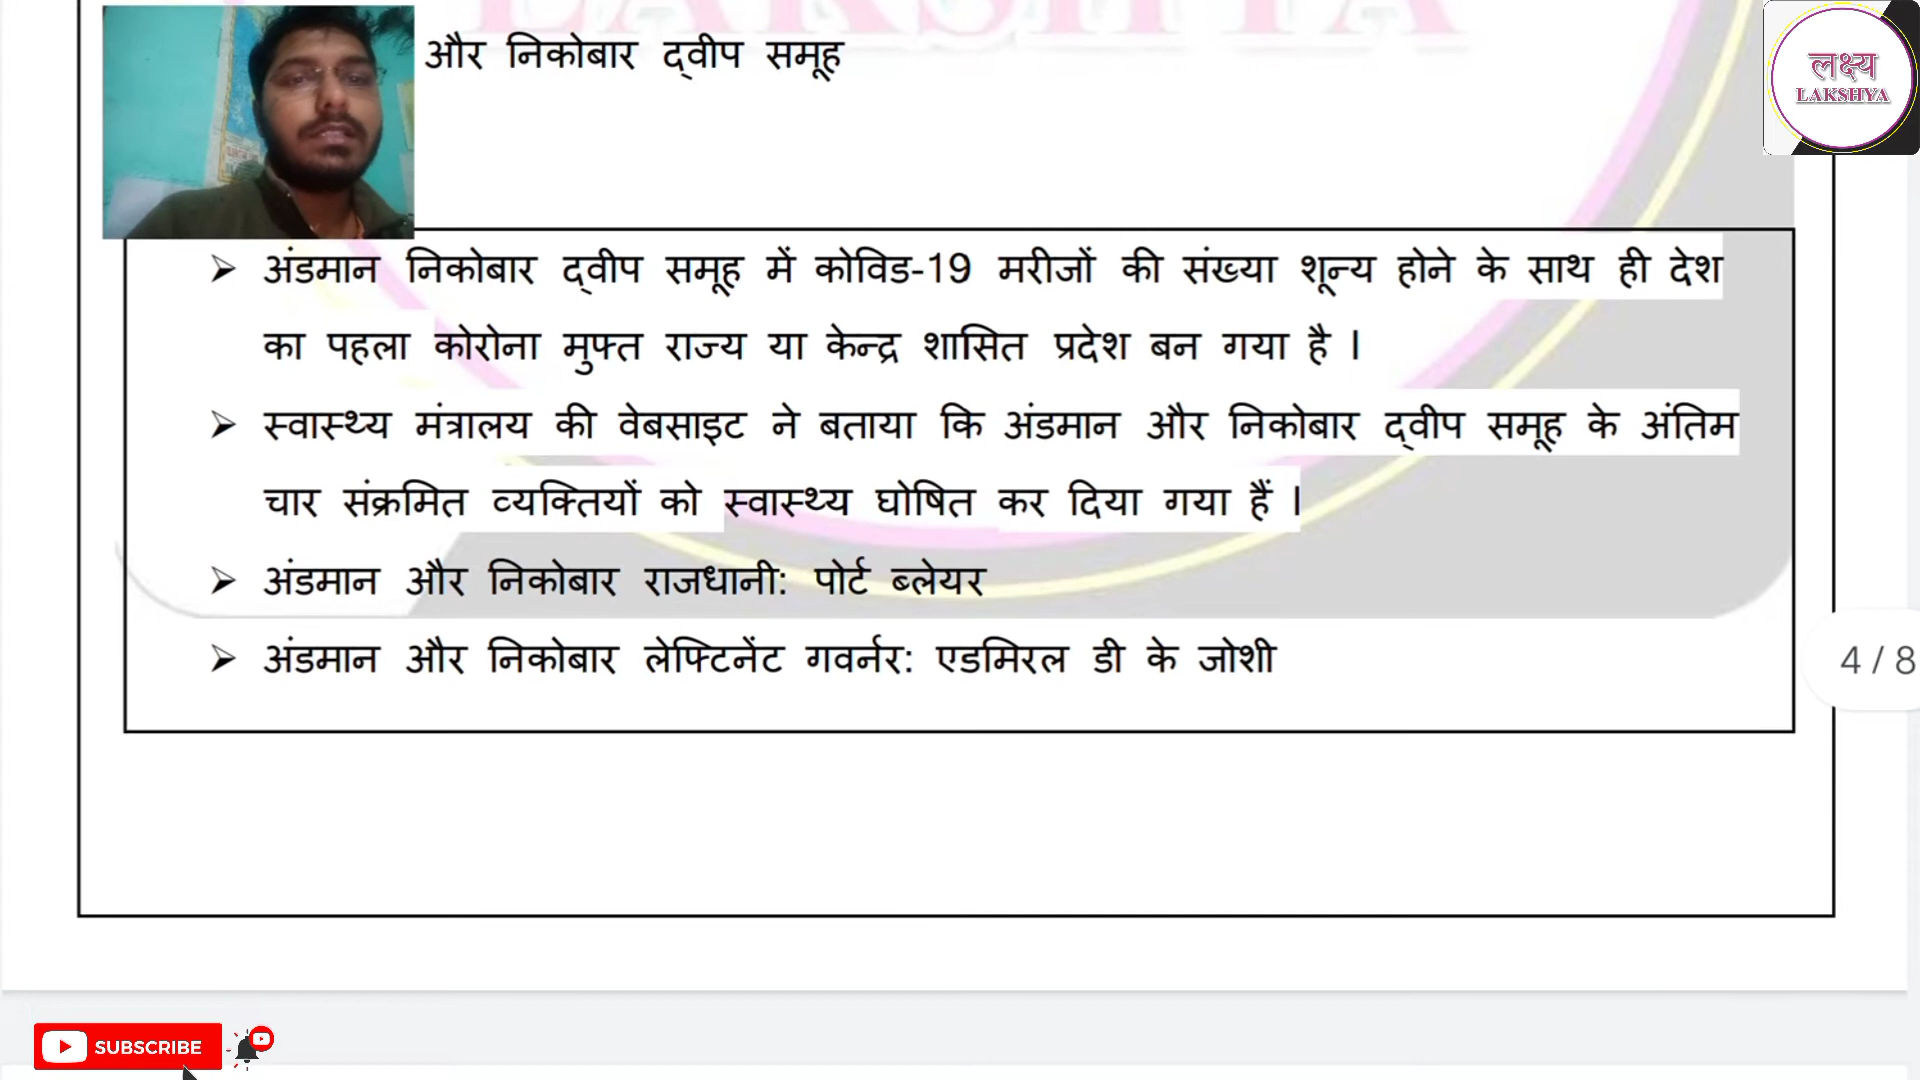 LAKSHYA
और निकोबार द्वीप समूह
लक्ष्य
LAKSHYA
➢ अंडमान निकोबार द्वीप समूह में कोविड-19 मरीजों की संख्या शून्य होने के साथ ही देश
का पहला कोरोना मुफ्त राज्य या केन्द्र शासित प्रदेश बन गया है ।
➢ स्वास्थ्य मंत्रालय की वेबसाइट ने बताया कि अंडमान और निकोबार द्वीप समूह के अंतिम
चार संक्रमित व्यक्तियों को स्वास्थ्य घोषित कर दिया गया हैं ।
➢ अंडमान और निकोबार राजधानी: पोर्ट ब्लेयर
➢ अंडमान और निकोबार लेफ्टिनेंट गवर्नर: एडमिरल डी के जोशी
4 / 8
SUBSCRIBE